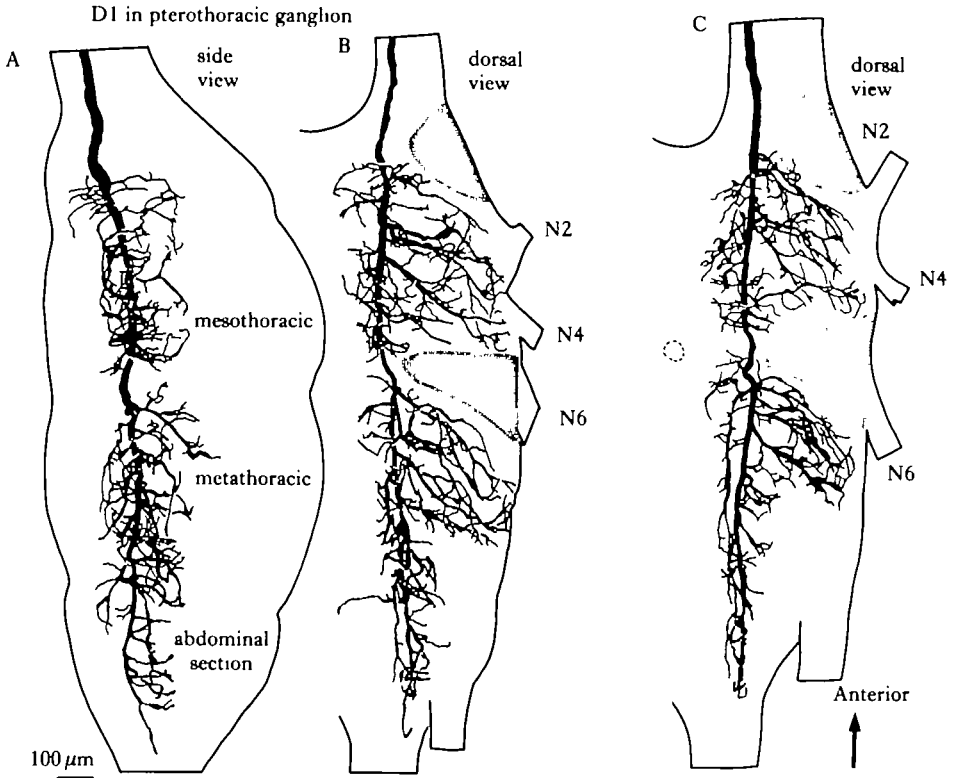 D1 in pterothoracic ganglion
A
side
view
B
dorsal
view
C
dorsal
view
N2
N2
N4
N4
N6
N6
mesothoracic
metathoracic
abdominal
section
Anterior
100 μm